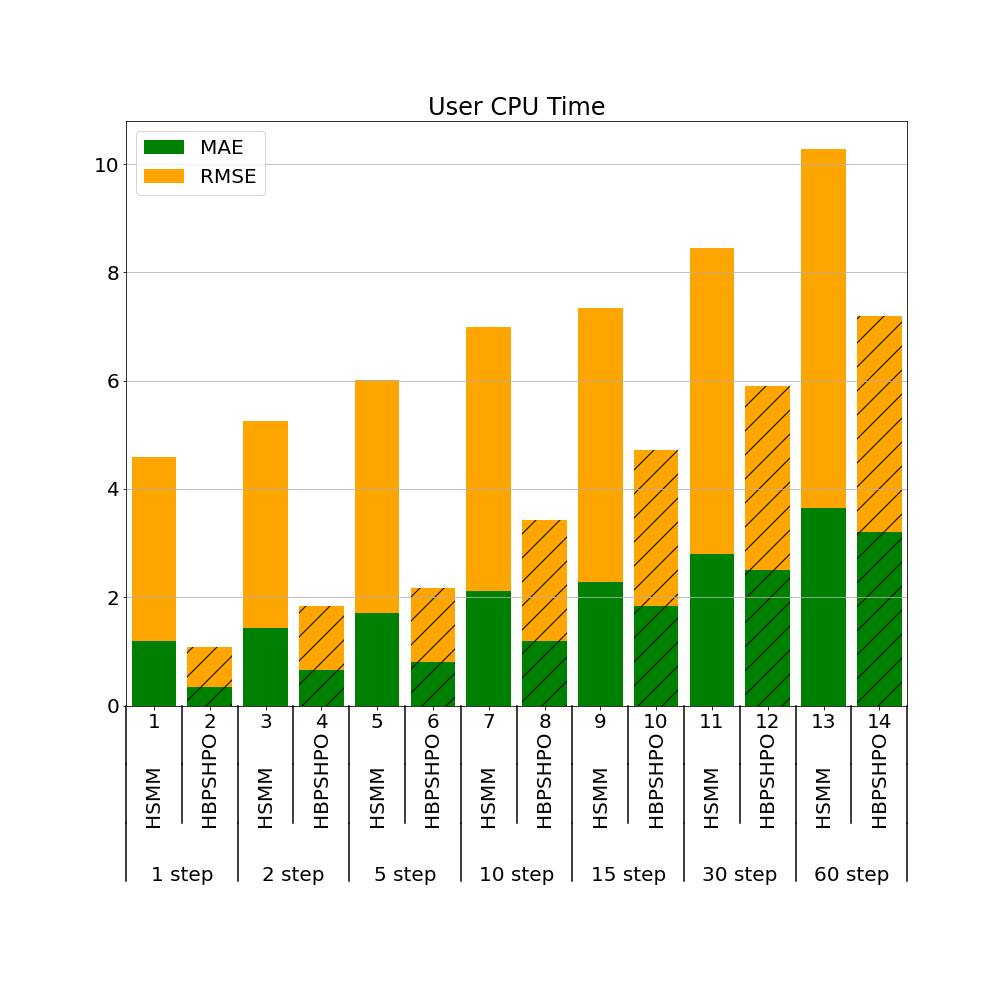 User CPU Time
MAE
RMSE
10
8
6
4
2
0
1 2 3 4 5 6 7 8 9 10 11 12 13 14
HSMM HBPSHPO HSMM HBPSHPO HSMM HBPSHPO HSMM HBPSHPO HSMM HBPSHPO HSMM HBPSHPO HSMM HBPSHPO
1 step 2 step 5 step 10 step 15 step 30 step 60 step